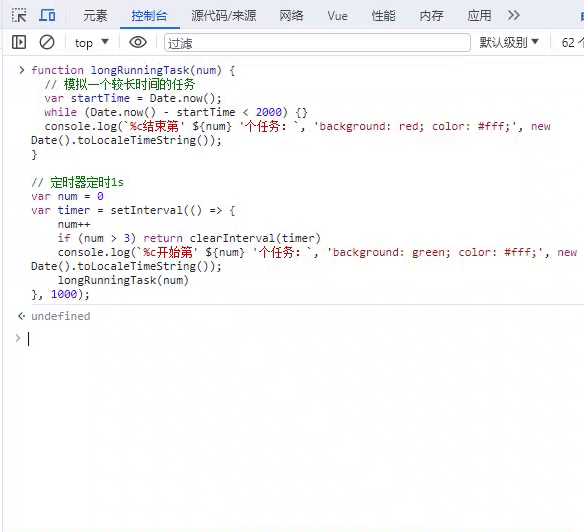 元素 控制台 源代码/来源 网络 Vue 性能 内存 应用
top 过滤 默认级别 62 个
function longRunningTask(num) {
// 模拟一个较长时间的任务
var startTime = Date.now();
while (Date.now() - startTime < 2000) {}
console.log(`%c结束第' ${num} '个任务：`, 'background: red; color: #fff;', new
Date().toLocaleTimeString());
}
// 定时器定时1s
var num = 0
var timer = setInterval(() => {
num++
if (num > 3) return clearInterval(timer)
console.log(`%c开始第' ${num} '个任务：`, 'background: green; color: #fff;', new
Date().toLocaleTimeString());
longRunningTask(num)
}, 1000);
undefined